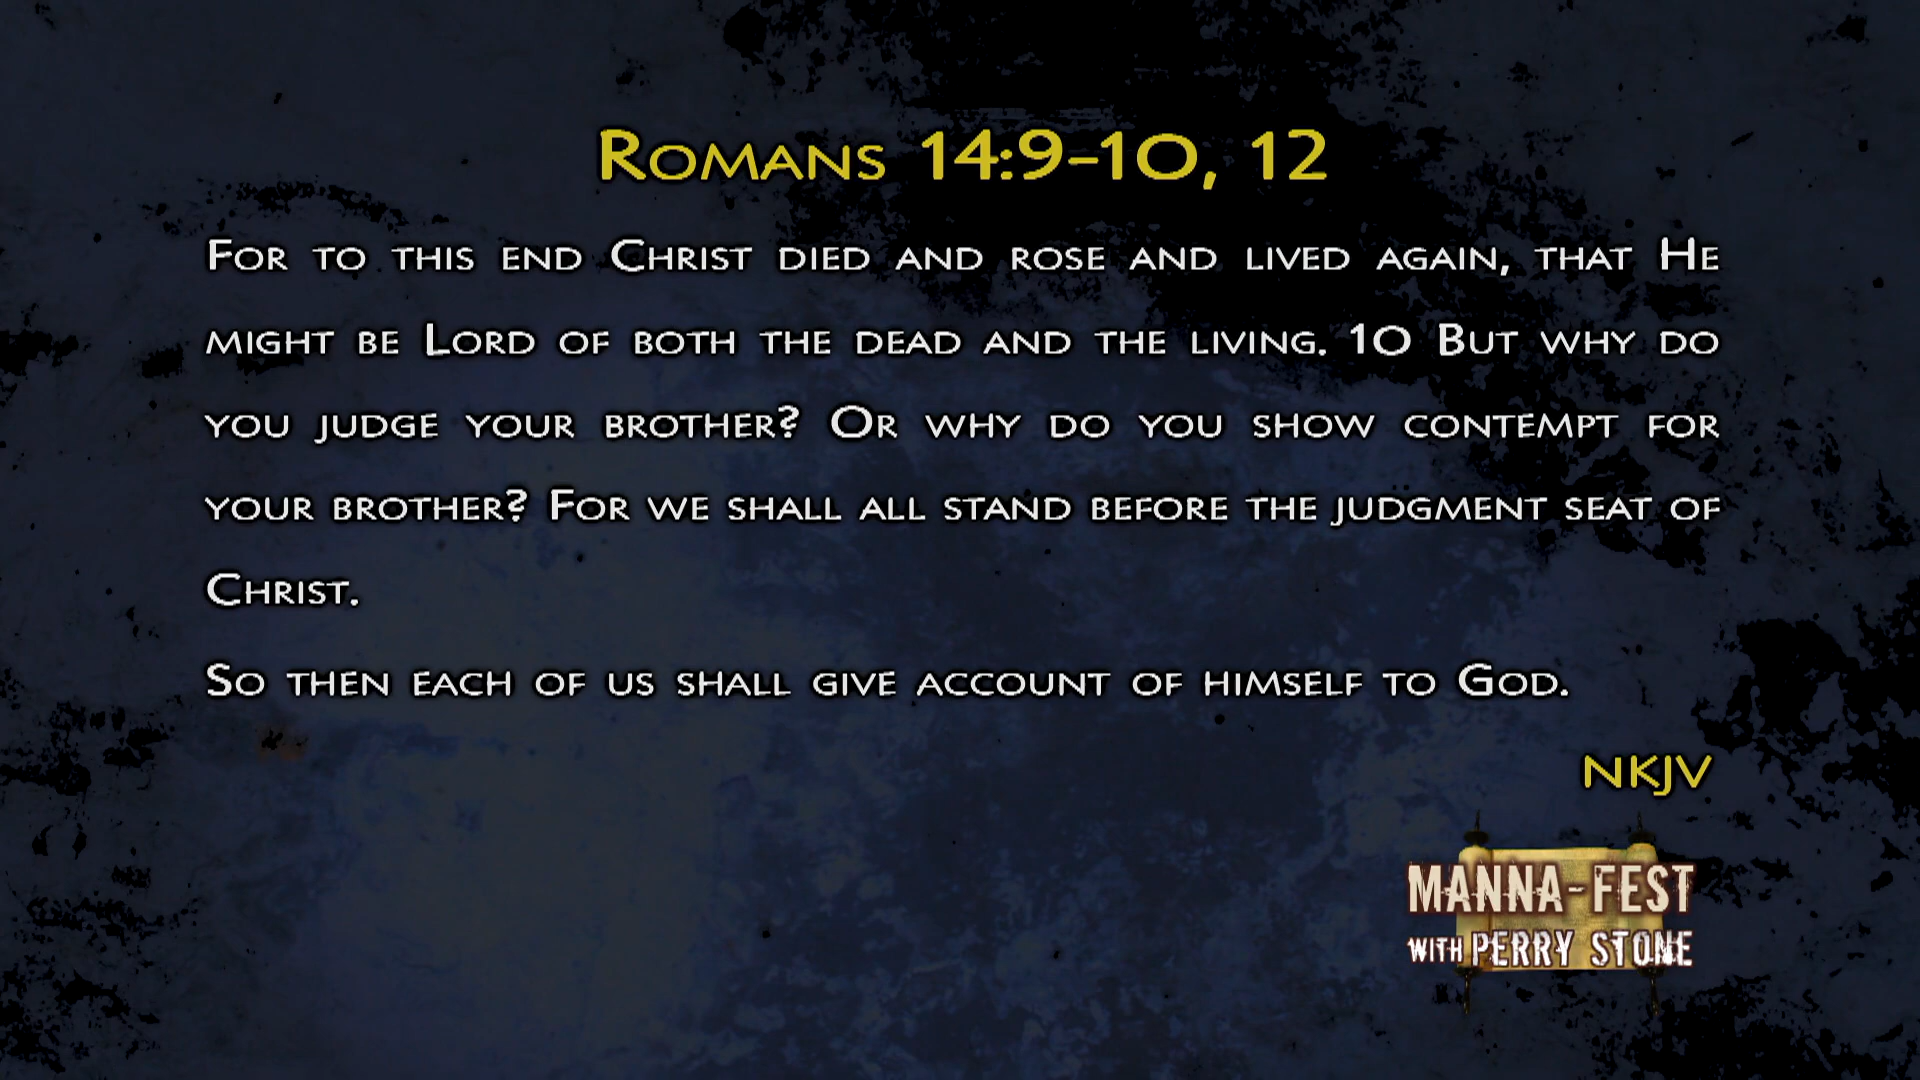 Romans 14:9-10, 12
For to this end Christ died and rose and lived again, that He
might be Lord of both the dead and the living. 10 But why do
you judge your brother? Or why do you show contempt for
your brother? For we shall all stand before the judgment seat of
Christ.
So then each of us shall give account of himself to God.
NKJV
MANNA-FEST
WITH PERRY STONE